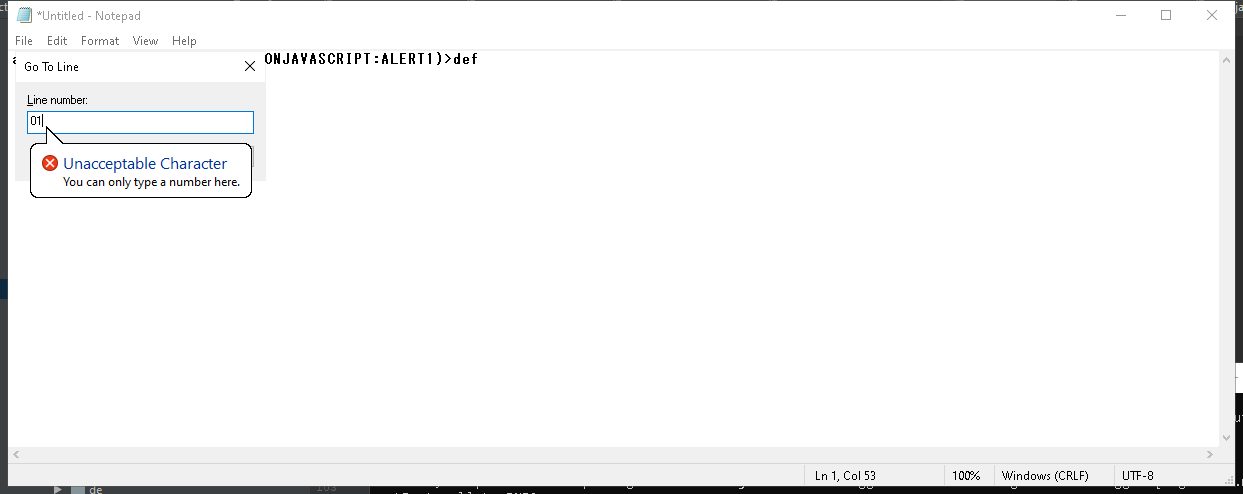 *Untitled - Notepad
File Edit Format View Help
ONJAVASCRIPT:ALERT1)>def
Go To Line
Line number:
01
Unacceptable Character
You can only type a number here.
Ln 1, Col 53 100% Windows (CRLF) UTF-8
de